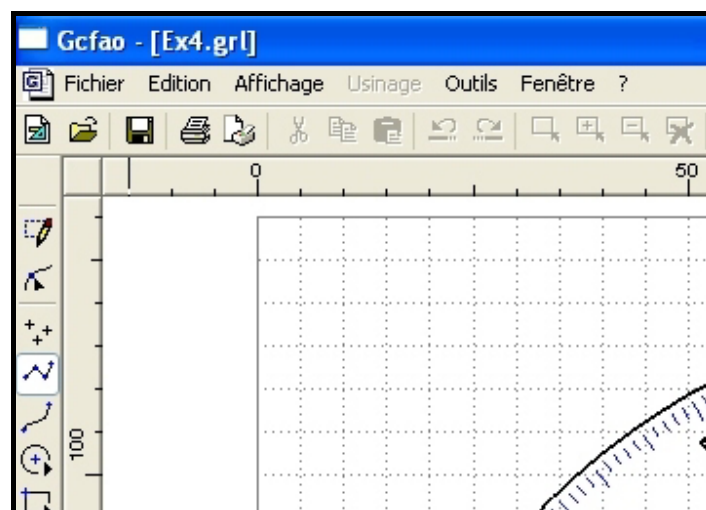 Gcfao - [Ex4.grl]
Fichier Edition Affichage Usinage Outils Fenêtre ?
0 50
100